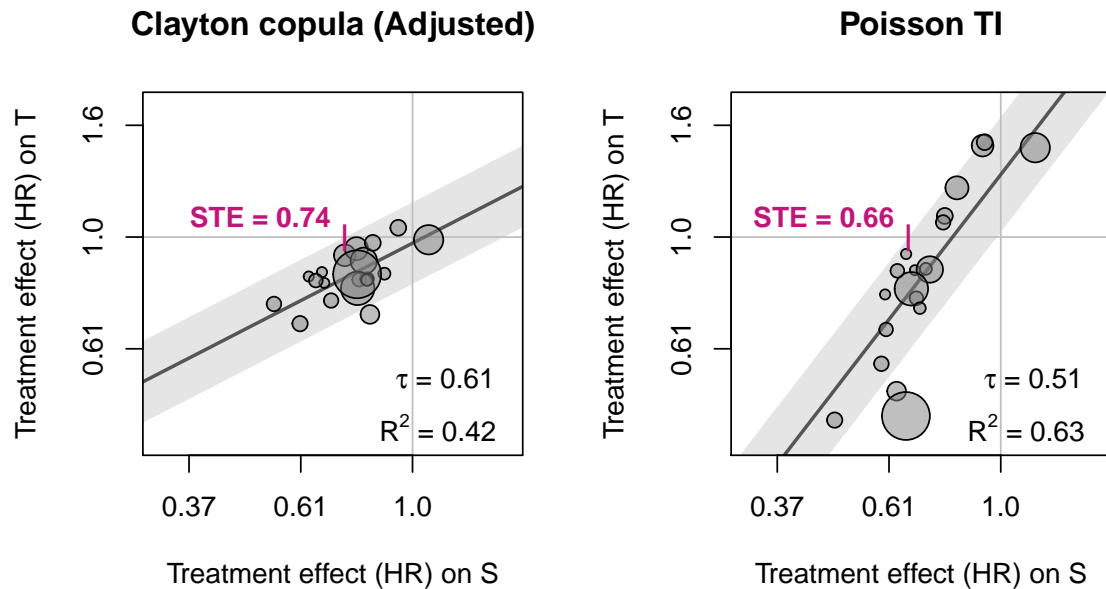 Clayton copula (Adjusted)
Treatment effect (HR) on T
1.6
1.0
0.61
STE = 0.74
τ = 0.61
R² = 0.42
0.37 0.61 1.0
Treatment effect (HR) on S
Poisson TI
Treatment effect (HR) on T
1.6
1.0
0.61
STE = 0.66
τ = 0.51
R² = 0.63
0.37 0.61 1.0
Treatment effect (HR) on S